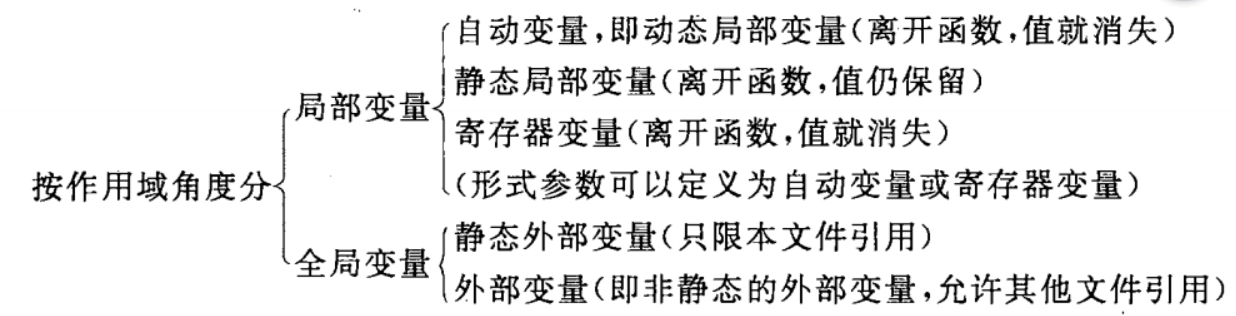 自动变量,即动态局部变量(离开函数,值就消失)
静态局部变量(离开函数,值仍保留)
局部变量
寄存器变量(离开函数,值就消失)
按作用域角度分
(形式参数可以定义为自动变量或寄存器变量)
静态外部变量(只限本文件引用)
全局变量
外部变量(即非静态的外部变量,允许其他文件引用)